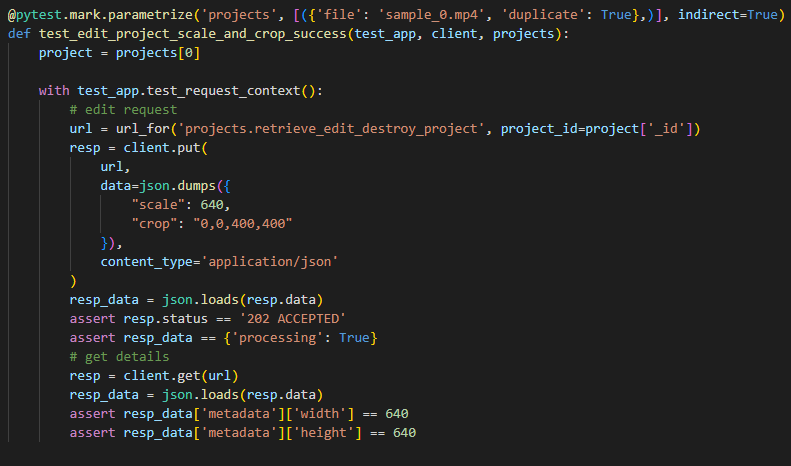 @pytest.mark.parametrize('projects', [({'file': 'sample_0.mp4', 'duplicate': True},)], indirect=True)
def test_edit_project_scale_and_crop_success(test_app, client, projects):
    project = projects[0]

    with test_app.test_request_context():
        # edit request
        url = url_for('projects.retrieve_edit_destroy_project', project_id=project['_id'])
        resp = client.put(
            url,
            data=json.dumps({
                "scale": 640,
                "crop": "0,0,400,400"
            }),
            content_type='application/json'
        )
        resp_data = json.loads(resp.data)
        assert resp.status == '202 ACCEPTED'
        assert resp_data == {'processing': True}
        # get details
        resp = client.get(url)
        resp_data = json.loads(resp.data)
        assert resp_data['metadata']['width'] == 640
        assert resp_data['metadata']['height'] == 640